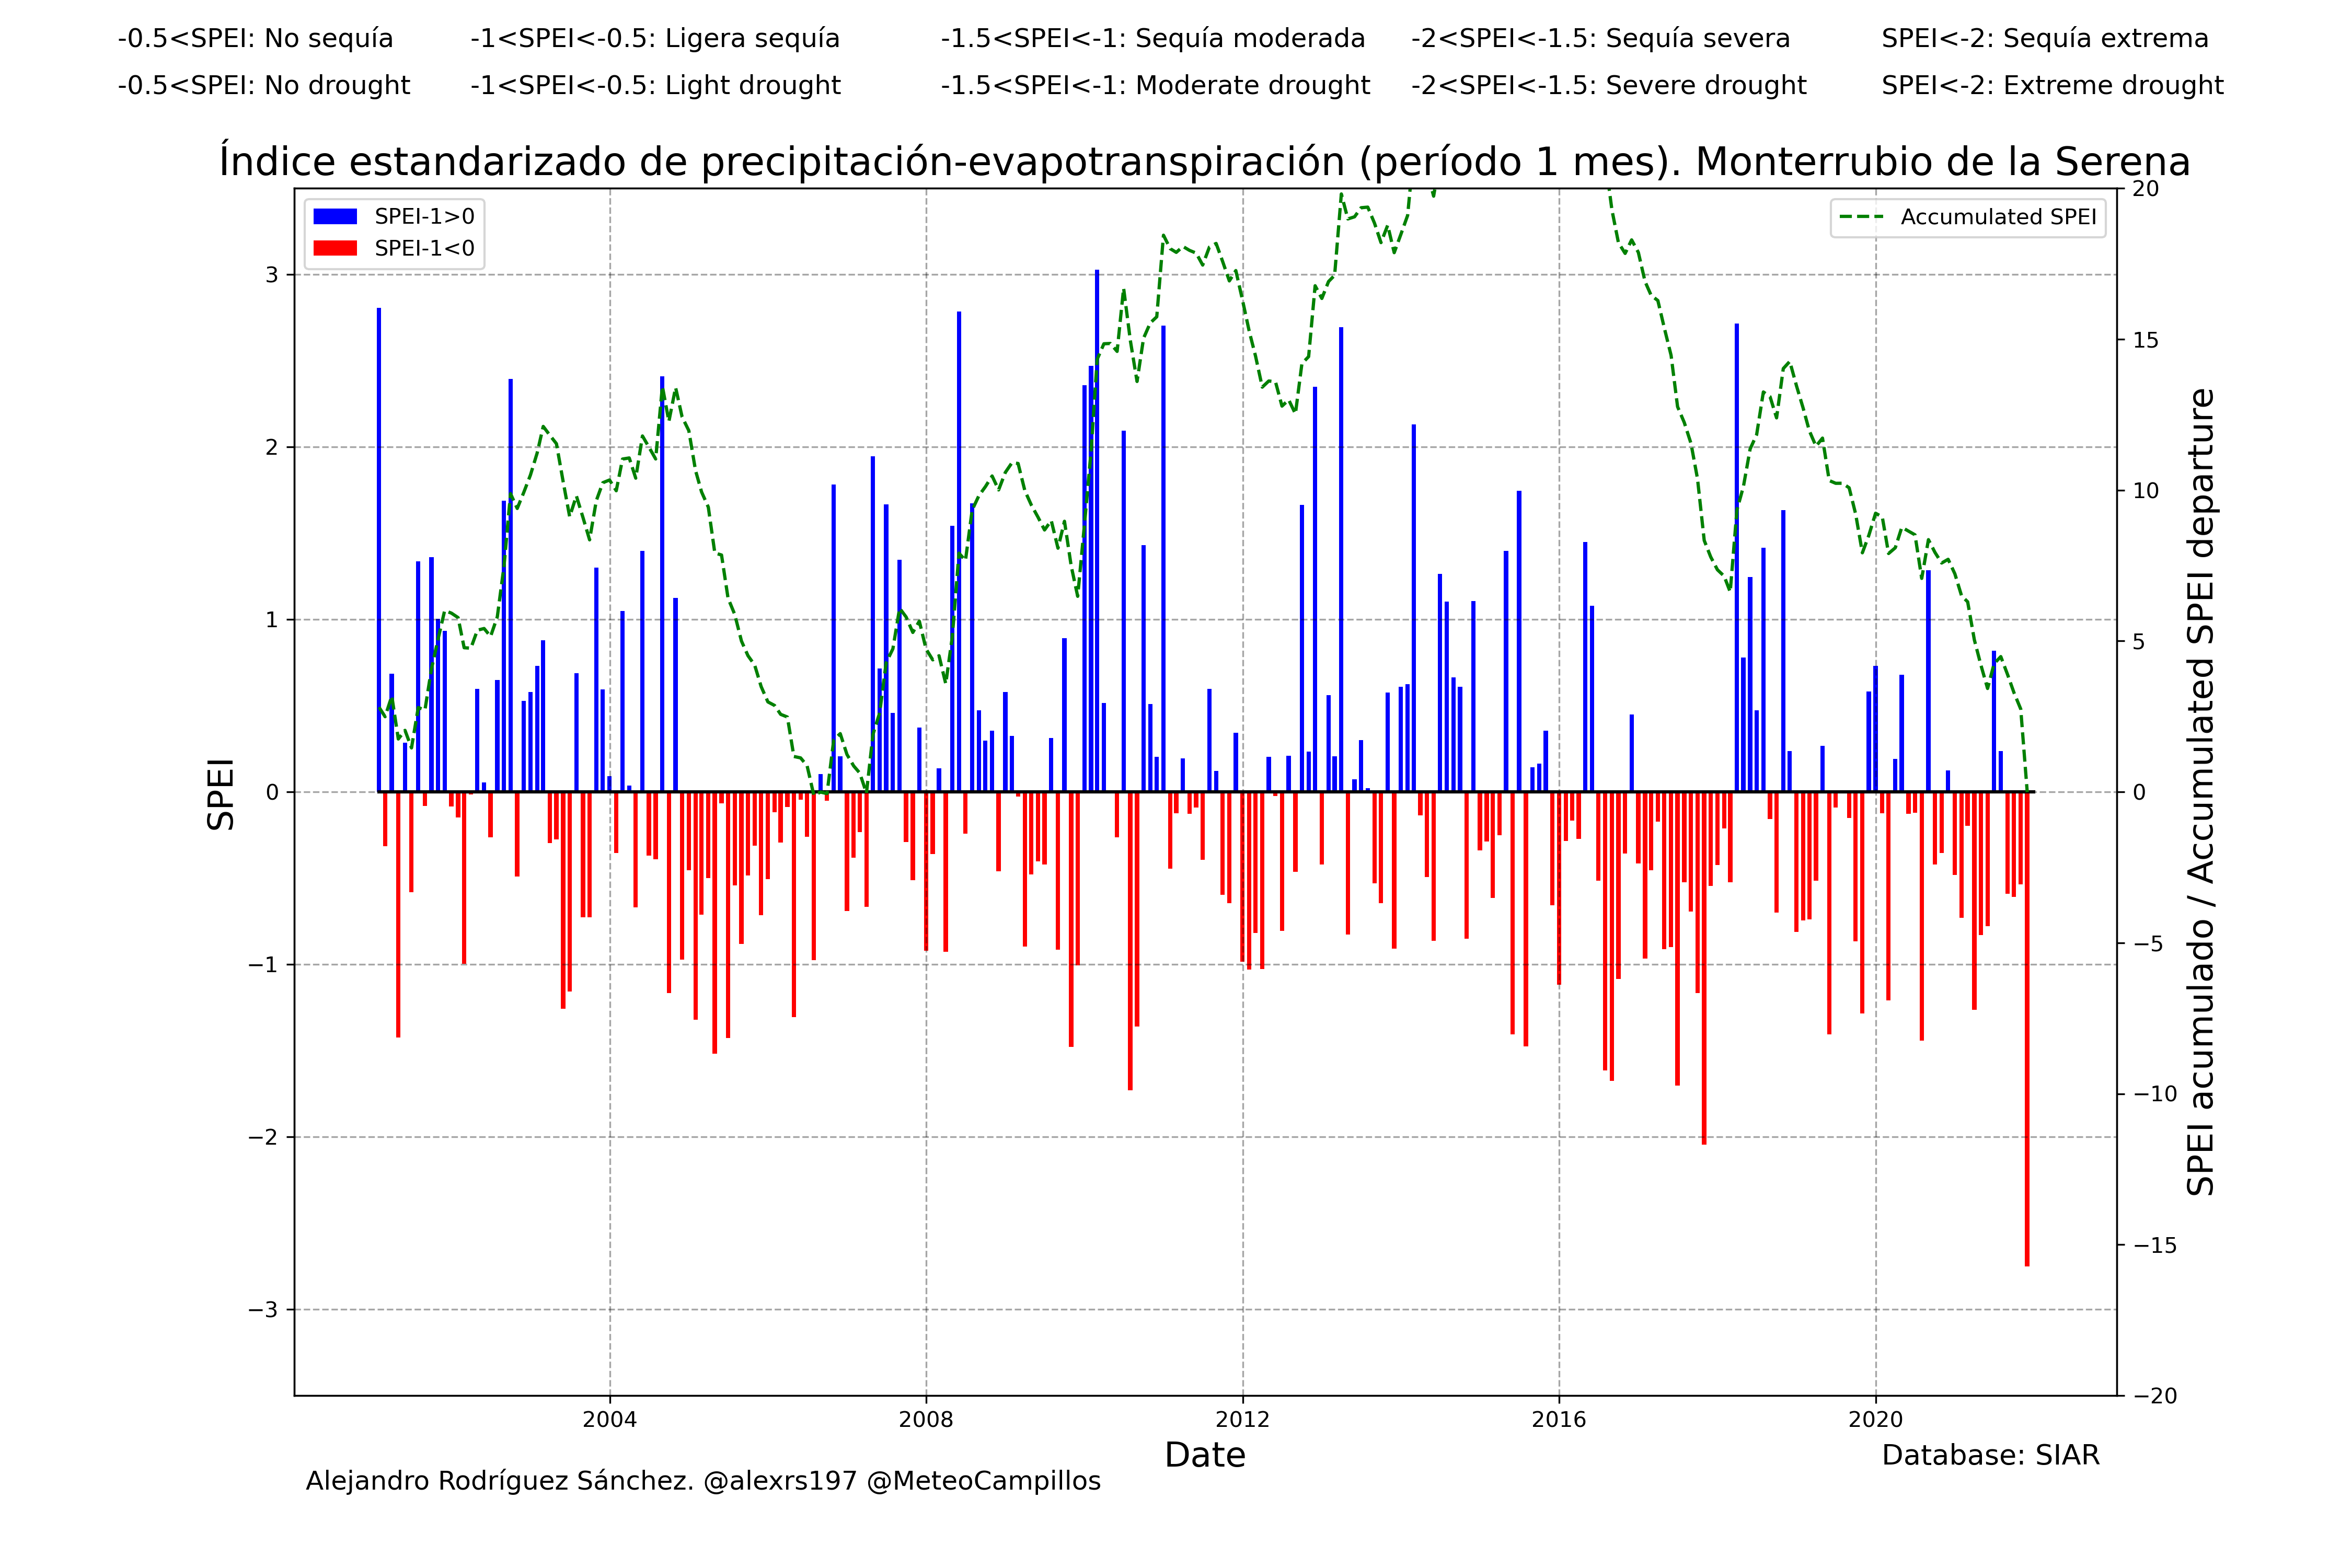 -0.5<SPEI: No sequía -1<SPEI<-0.5: Ligera sequía -1.5<SPEI<-1: Sequía moderada -2<SPEI<-1.5: Sequía severa SPEI<-2: Sequía extrema
-0.5<SPEI: No drought -1<SPEI<-0.5: Light drought -1.5<SPEI<-1: Moderate drought -2<SPEI<-1.5: Severe drought SPEI<-2: Extreme drought
Índice estandarizado de precipitación-evapotranspiración (período 1 mes). Monterrubio de la Serena
SPEI-1>0
SPEI-1<0
Accumulated SPEI
SPEI
3
2
1
0
−1
−2
−3
20
15
10
5
0
−5
−10
−15
−20
SPEI acumulado / Accumulated SPEI departure
2004 2008 2012 2016 2020
Date
Database: SIAR
Alejandro Rodríguez Sánchez. @alexrs197 @MeteoCampillos